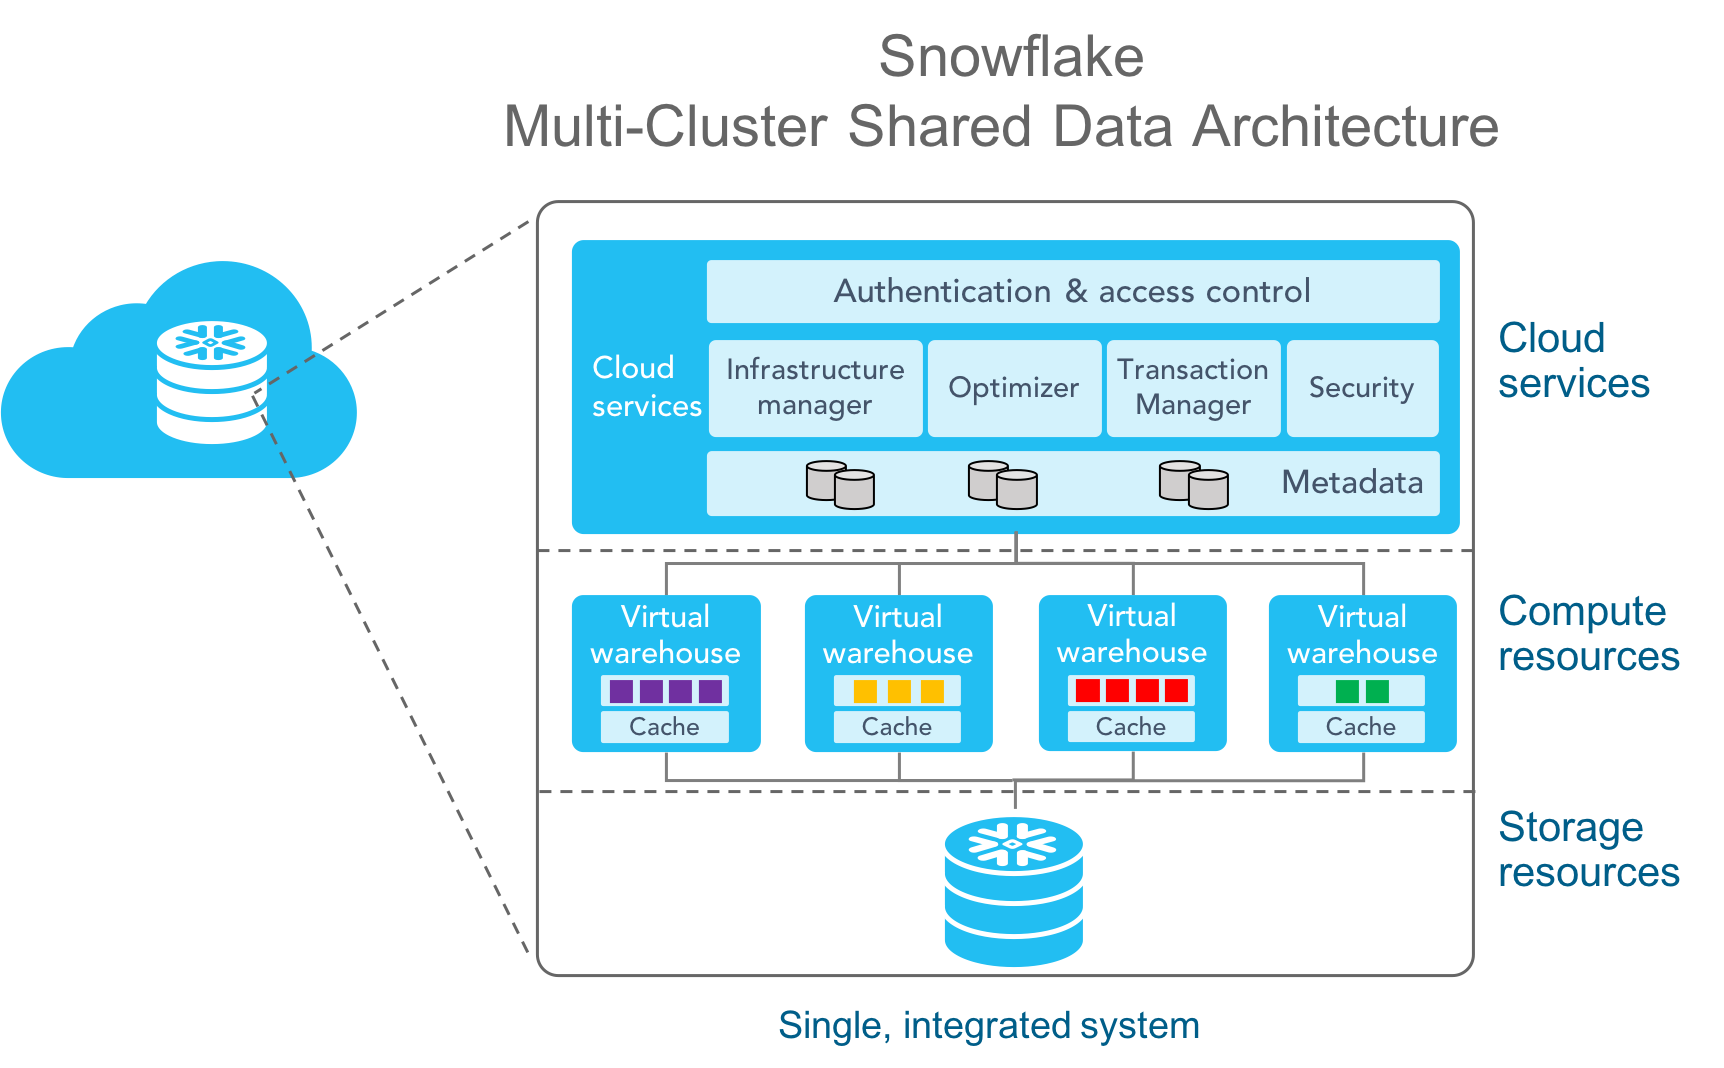 Snowflake
Multi-Cluster Shared Data Architecture
Authentication & access control
Cloud
services
Infrastructure
manager
Optimizer
Transaction
Manager
Security
Metadata
Cloud
services
Virtual
warehouse
Cache
Virtual
warehouse
Cache
Virtual
warehouse
Cache
Virtual
warehouse
Cache
Compute
resources
Storage
resources
Single, integrated system